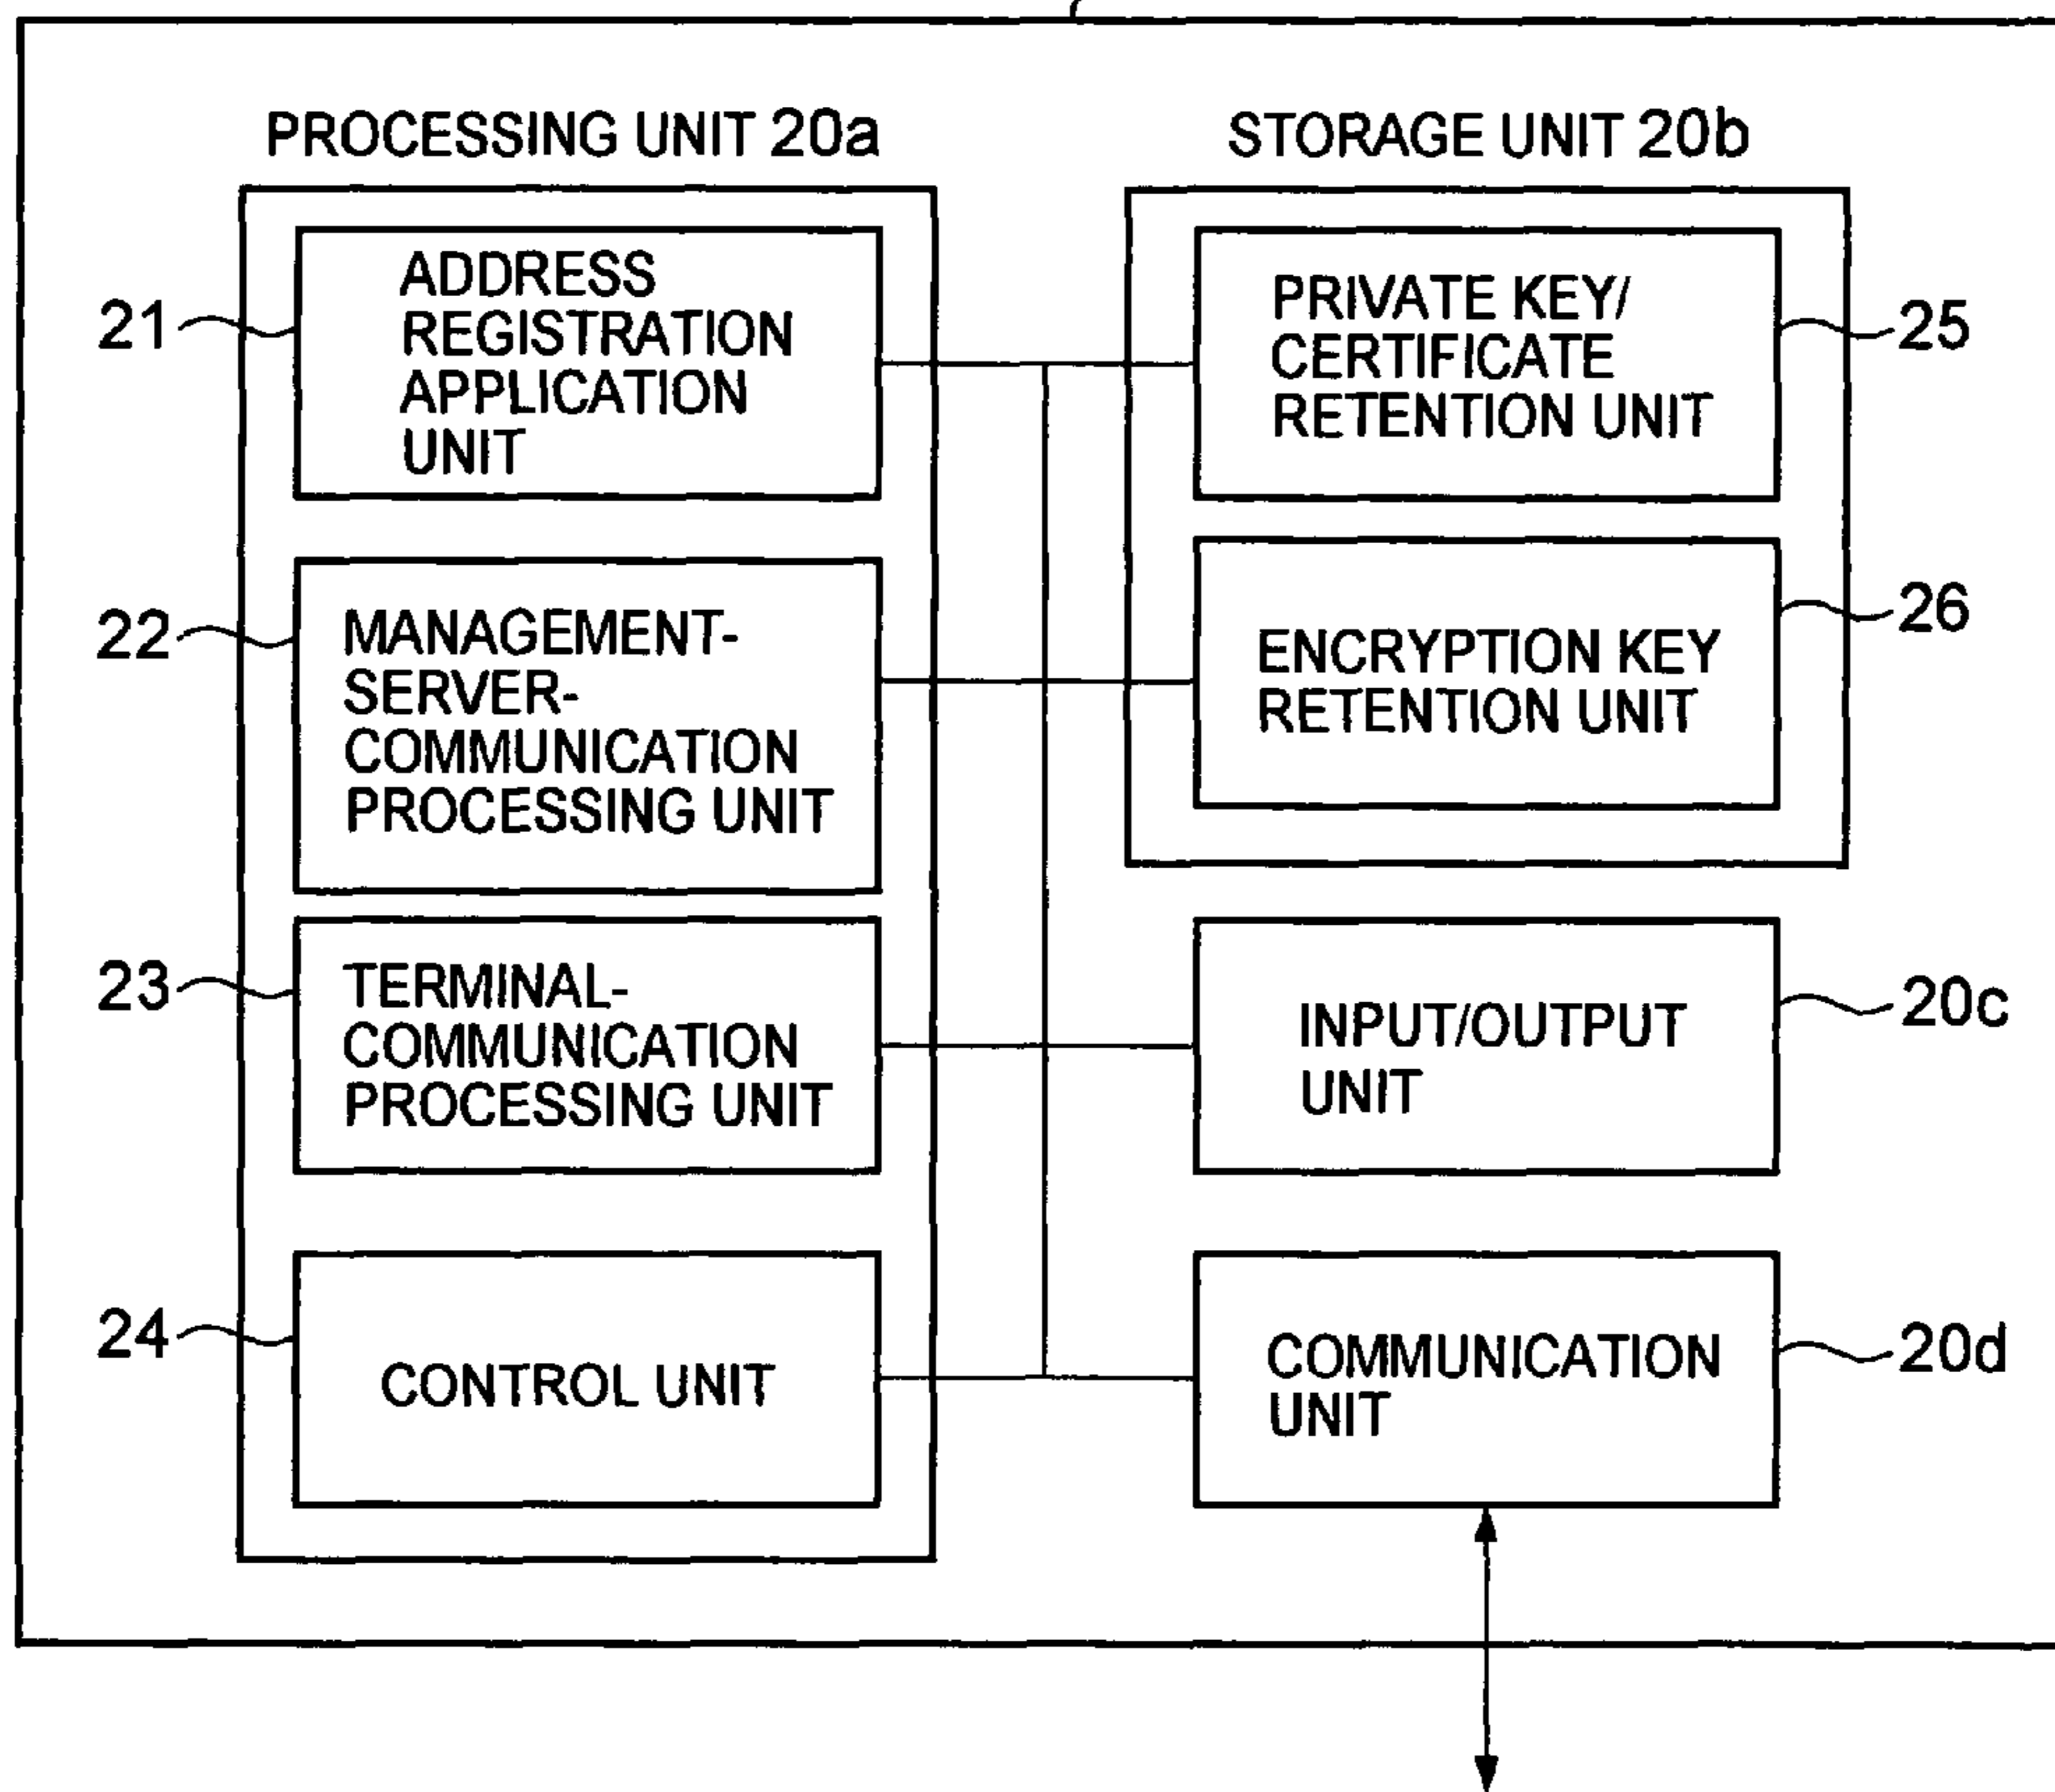 PROCESSING UNIT 20a
21
ADDRESS
REGISTRATION
APPLICATION
UNIT
22
MANAGEMENT-
SERVER-
COMMUNICATION
PROCESSING UNIT
23
TERMINAL-
COMMUNICATION
PROCESSING UNIT
24
CONTROL UNIT
STORAGE UNIT 20b
PRIVATE KEY/
CERTIFICATE
RETENTION UNIT
25
ENCRYPTION KEY
RETENTION UNIT
26
INPUT/OUTPUT
UNIT
20c
COMMUNICATION
UNIT
20d